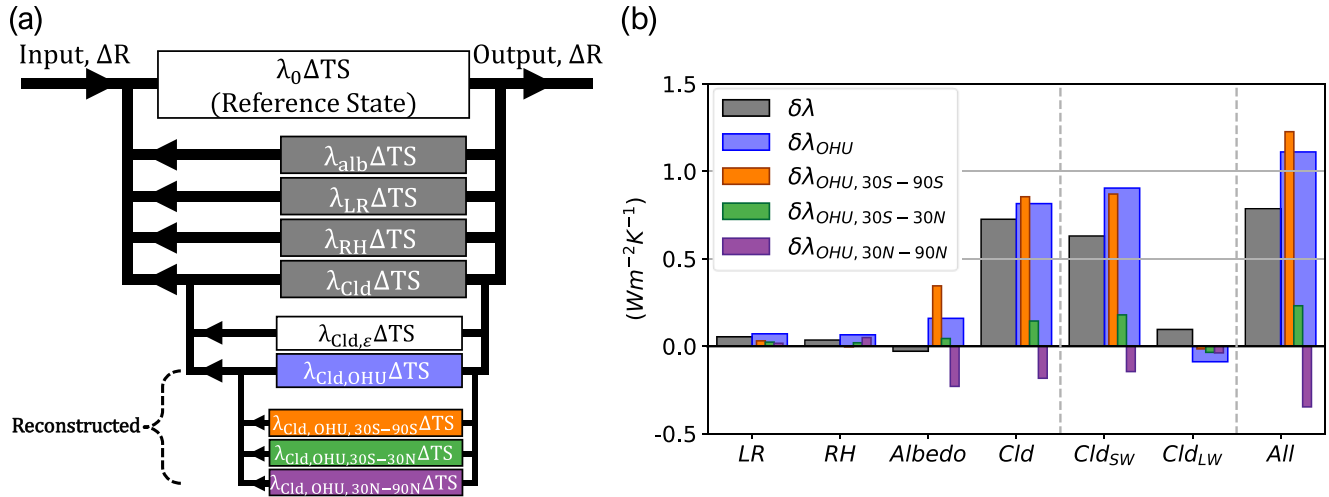 (a)
Input, ΔR
Output, ΔR
λ₀ΔTS
(Reference State)
λalbΔTS
λLRΔTS
λRHΔTS
λCldΔTS
λCld,εΔTS
λCld,OHUΔTS
Reconstructed
λCld, OHU, 30S−90SΔTS
λCld,OHU,30S−30NΔTS
λCld, OHU, 30N−90NΔTS
(b)
(Wm⁻²K⁻¹)
1.5
1.0
0.5
0.0
-0.5
δλ
δλOHU
δλOHU, 30S−90S
δλOHU, 30S−30N
δλOHU, 30N−90N
LR RH Albedo Cld CldSW CldLW All